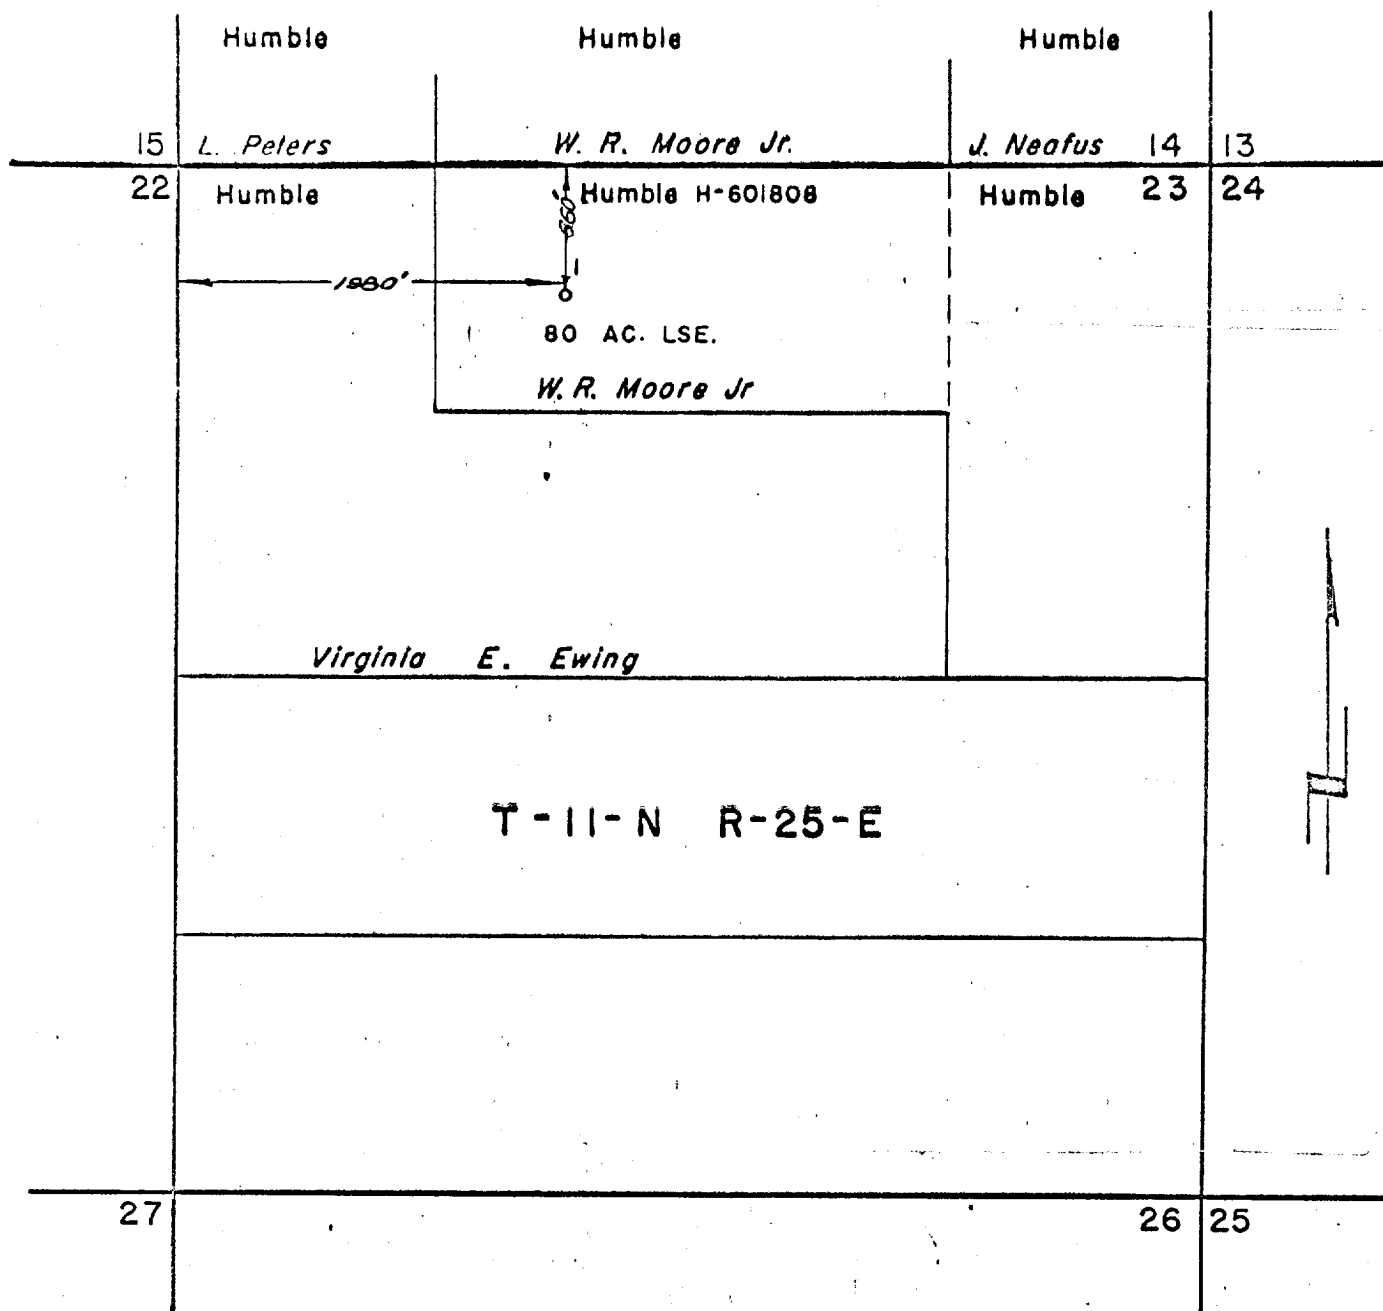 Humble Humble Humble
15 L. Peters W. R. Moore Jr. J. Neafus 14 13
22 Humble 660' Humble H-601808 Humble 23 24
1980' 1
80 AC. LSE.
W. R. Moore Jr
Virginia E. Ewing
T-11-N R-25-E
27 26 25